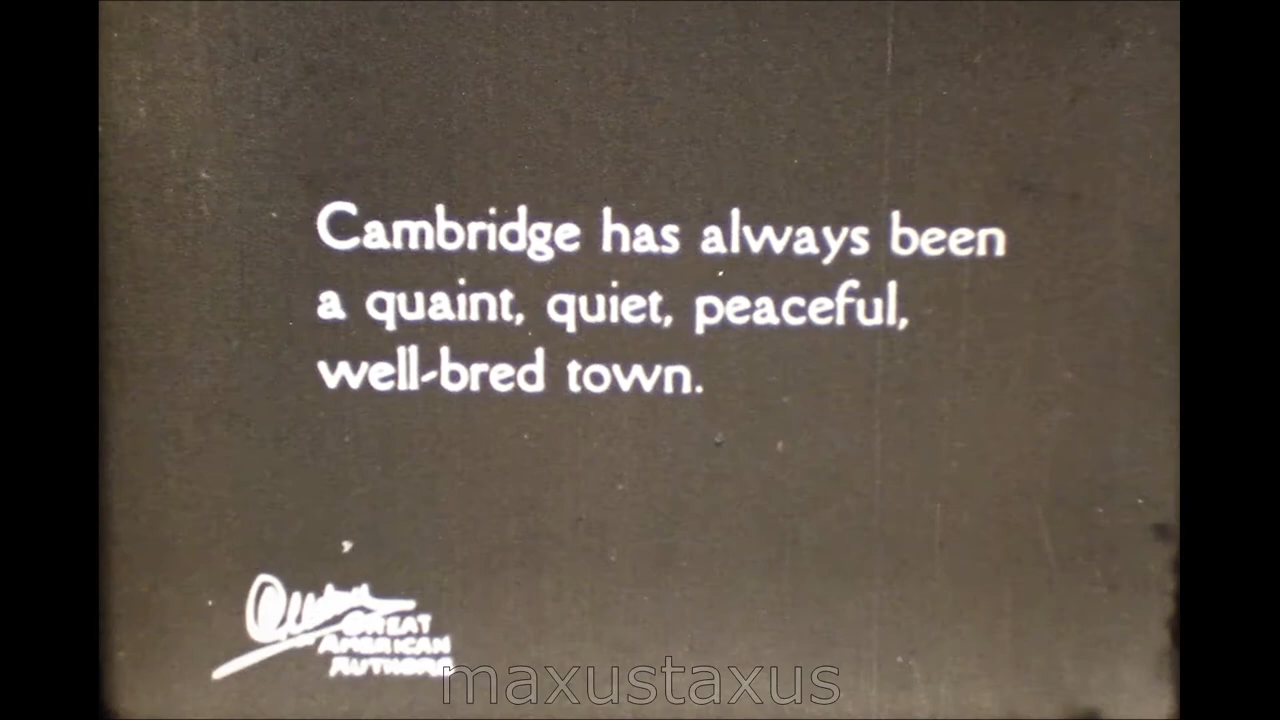 Cambridge has always been
a quaint, quiet, peaceful,
well-bred town.
GREAT
AMERICAN
AUTHORS
maxustaxus